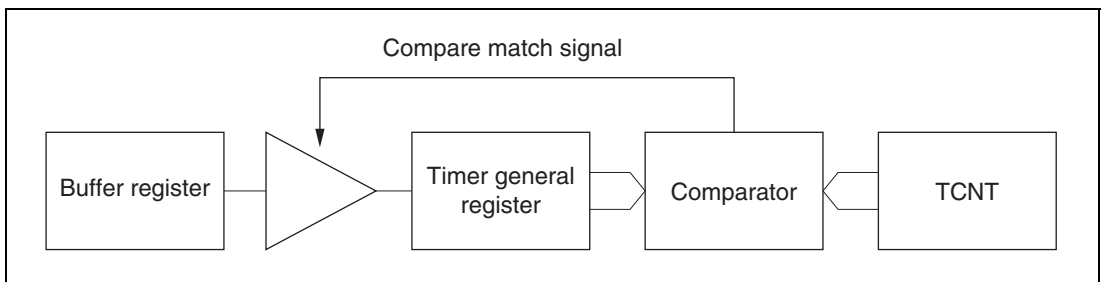 Compare match signal
Buffer register
Timer general
register
Comparator
TCNT